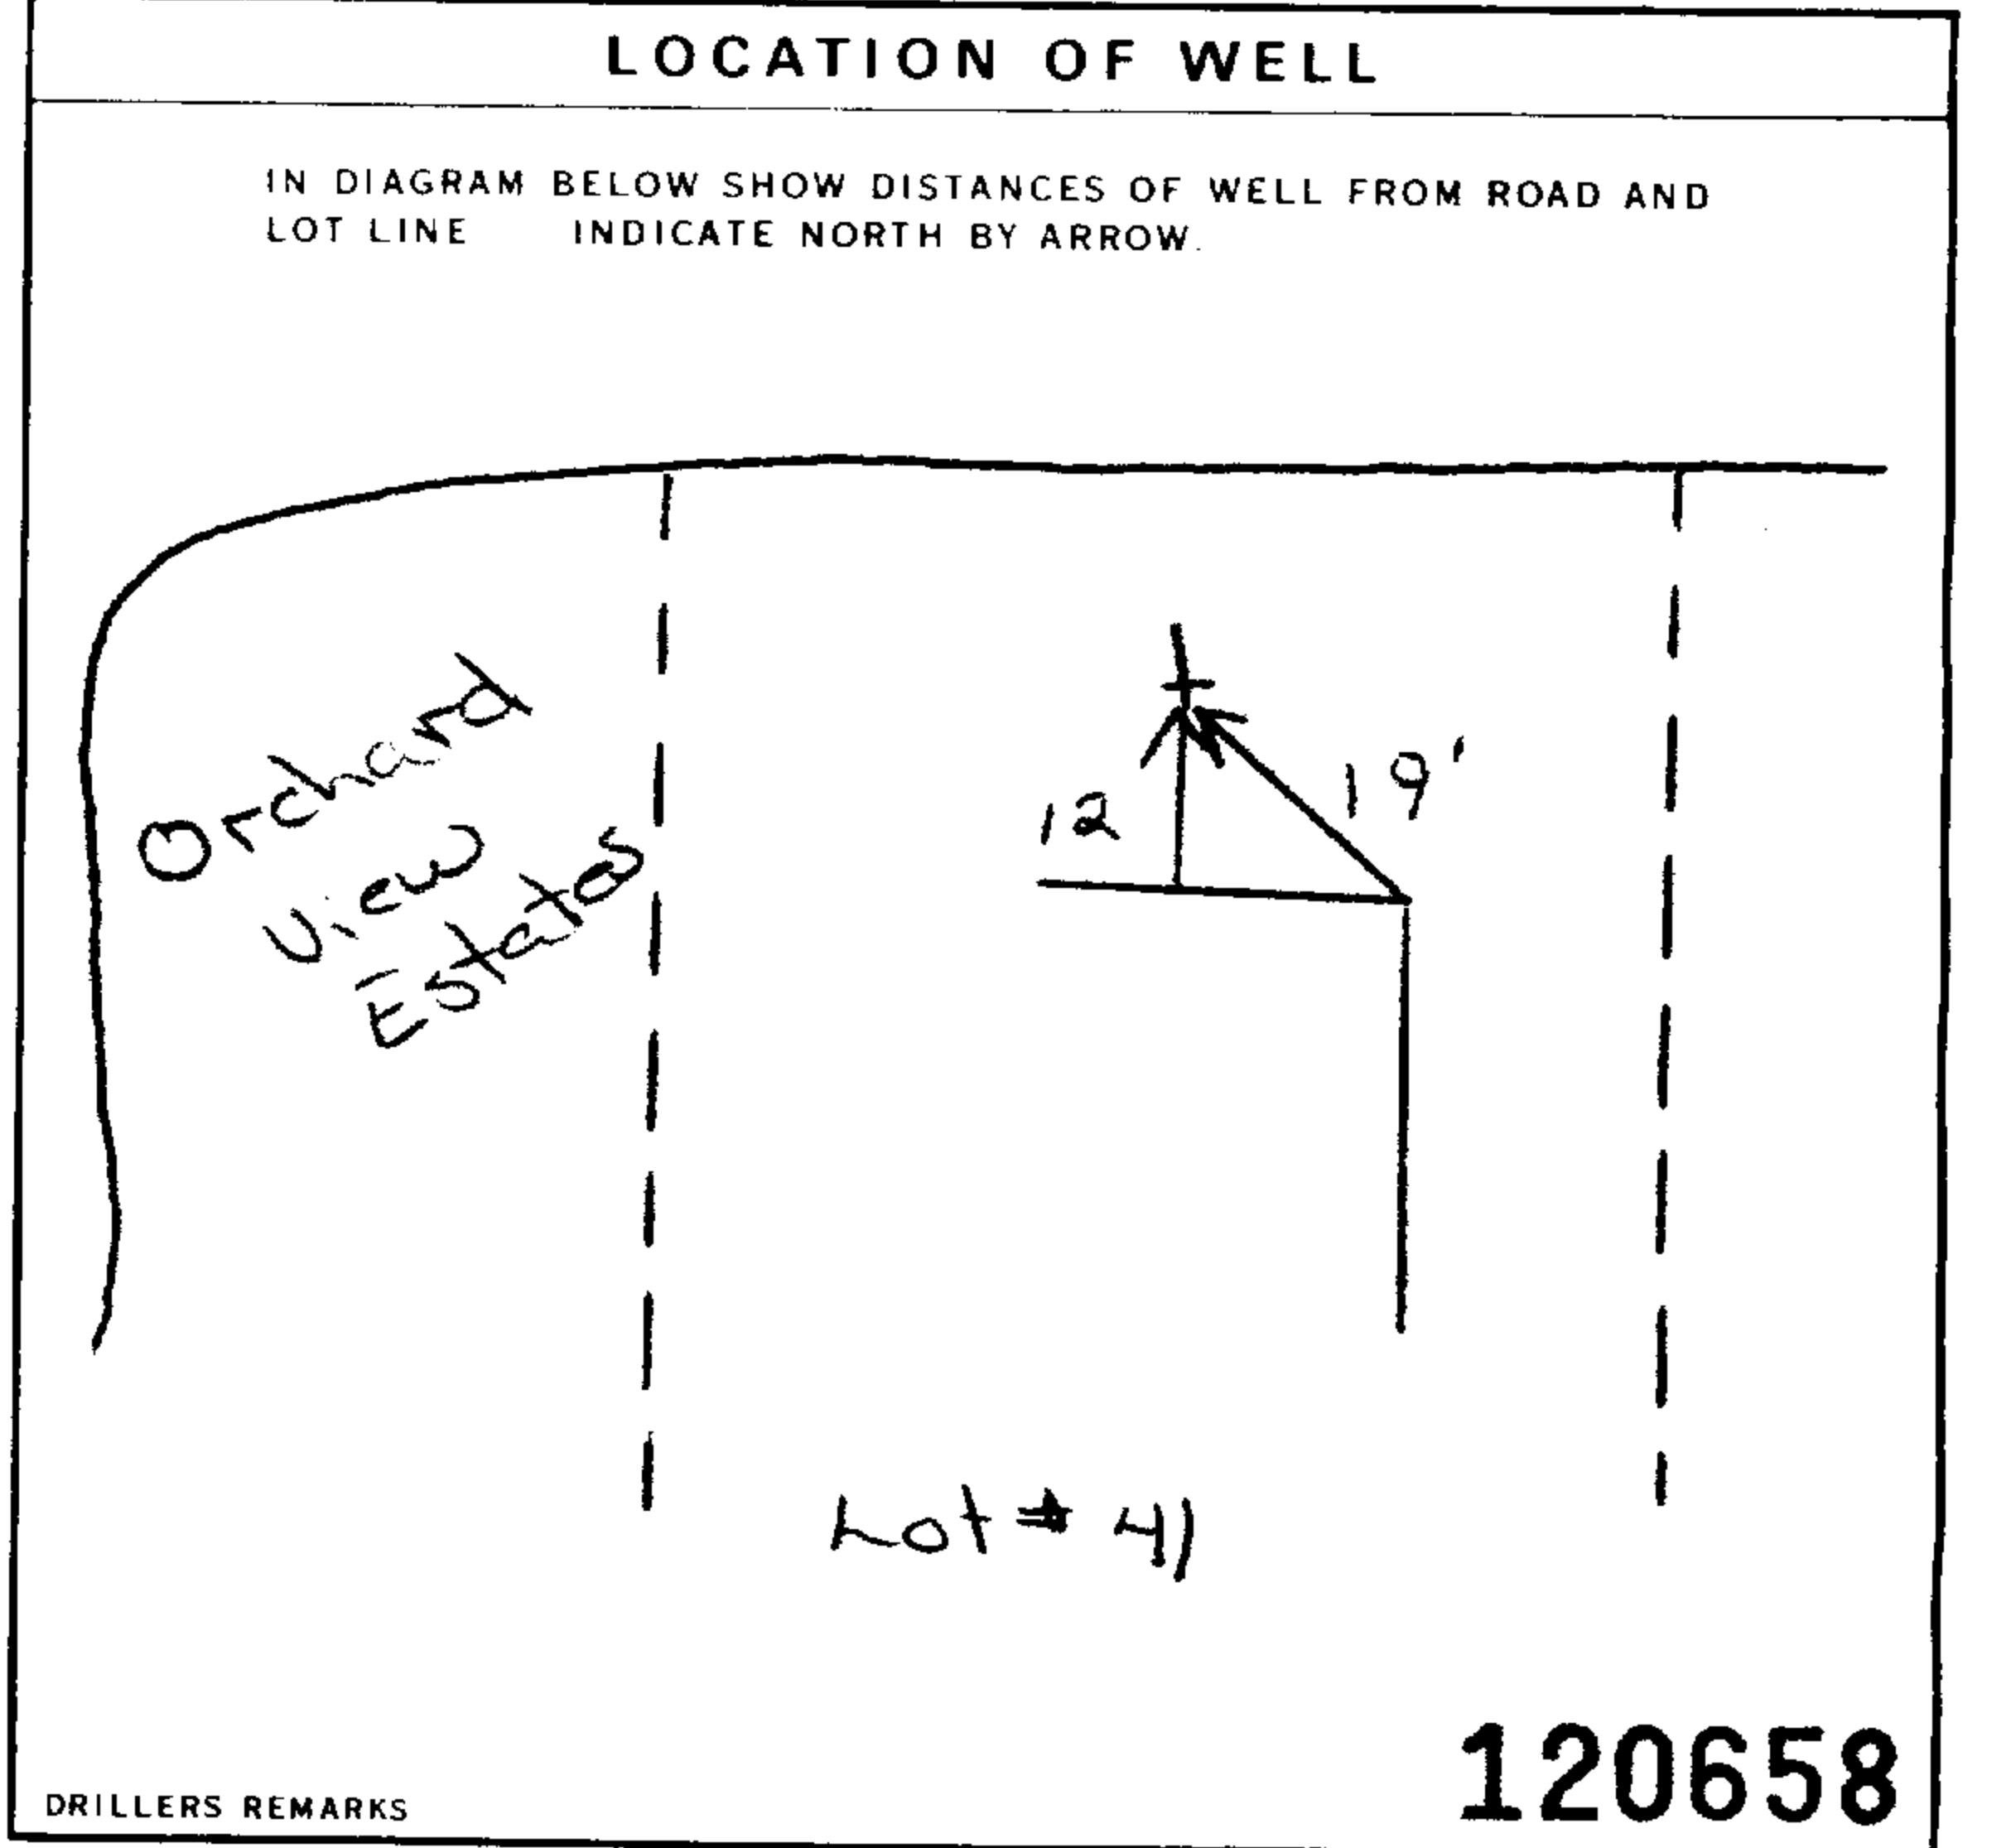 LOCATION OF WELL
IN DIAGRAM BELOW SHOW DISTANCES OF WELL FROM ROAD AND
LOT LINE INDICATE NORTH BY ARROW.
Orchard
View
Estates
12
19'
Lot # 41
120658
DRILLERS REMARKS